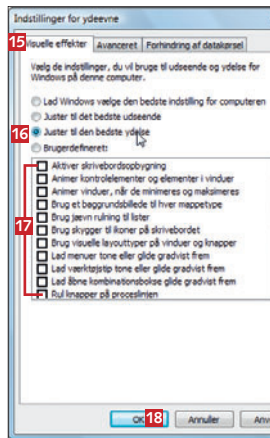 Indstillinger for ydeevne
15 Visuelle effekter Avanceret Forhindring af datakørsel
Vælg de indstillinger, du vil bruge til udseende og ydelse for
Windows på denne computer.
Lad Windows vælge den bedste indstilling for computeren
Juster til det bedste udseende
16 Juster til den bedste ydelse
Brugerdefineret:
Aktiver skrivebordsopbygning
Animer kontrolelementer og elementer i vinduer
Animer vinduer, når de minimeres og maksimeres
Brug et baggrundsbillede til hver mappetype
Brug jævn rulning til lister
17 Brug skygger til ikoner på skrivebordet
Brug visuelle layouttyper på vinduer og knapper
Lad menuer tone eller glide gradvist frem
Lad værktøjstip tone eller glide gradvist frem
Lad åbne kombinationsbokse glide gradvist frem
Rul knapper på proceslinjen
OK 18 Annuller Anv